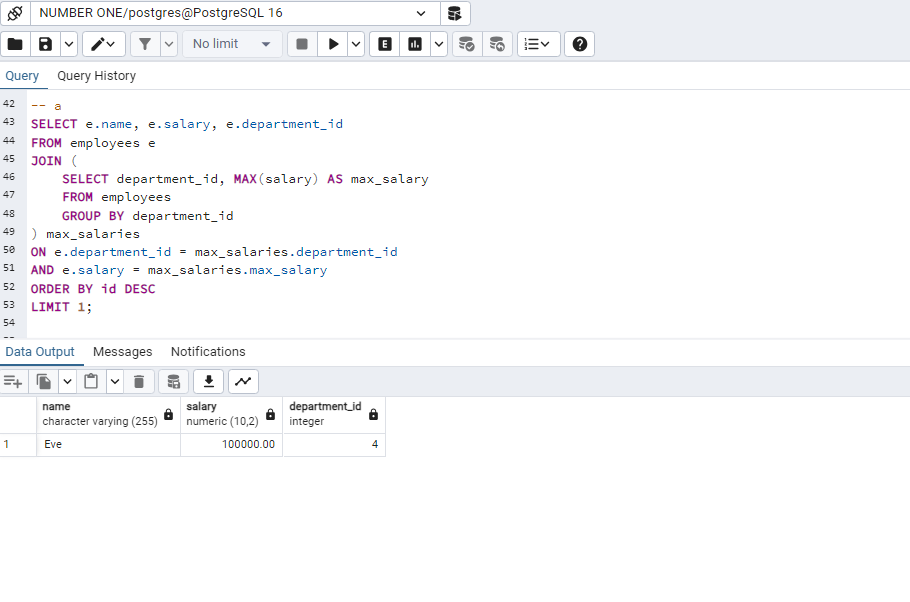 NUMBER ONE/postgres@PostgreSQL 16
No limit
E
Query Query History
42 -- a
43 SELECT e.name, e.salary, e.department_id
44 FROM employees e
45 JOIN (
46 SELECT department_id, MAX(salary) AS max_salary
47 FROM employees
48 GROUP BY department_id
49 ) max_salaries
50 ON e.department_id = max_salaries.department_id
51 AND e.salary = max_salaries.max_salary
52 ORDER BY id DESC
53 LIMIT 1;
54
Data Output Messages Notifications
name salary department_id
character varying (255) numeric (10,2) integer
1 Eve 100000.00 4